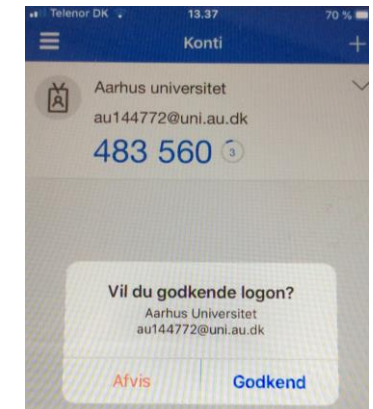 Telenor DK 13.37 70 %
Konti
Aarhus universitet
au144772@uni.au.dk
483 560 3
Vil du godkende logon?
Aarhus Universitet
au144772@uni.au.dk
Afvis Godkend